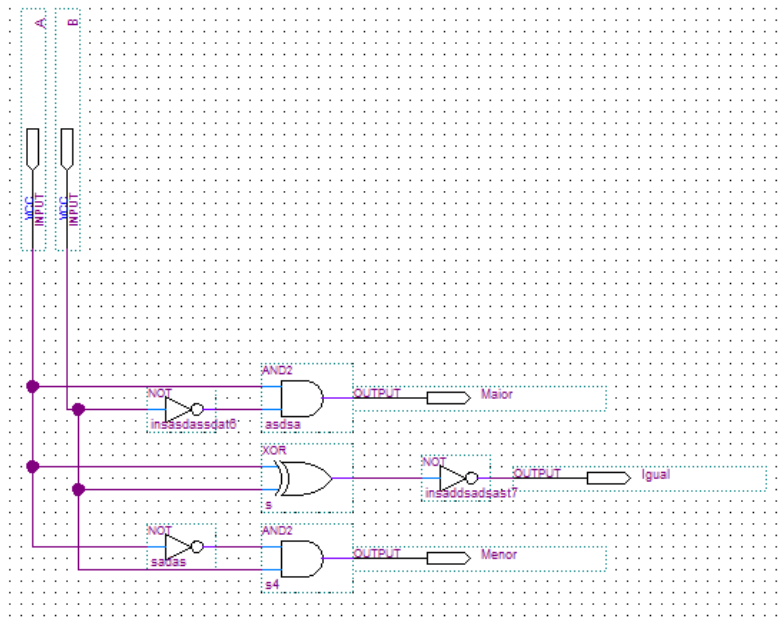 A
B
VCC
INPUT
VCC
INPUT
AND2
NOT
OUTPUT
Maior
insasdassdat6
asdsa
XOR
NOT
OUTPUT
Igual
s
insaddsadsast7
NOT
AND2
OUTPUT
Menor
sadas
s4